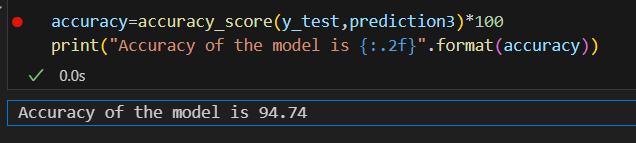 accuracy=accuracy_score(y_test,prediction3)*100
print("Accuracy of the model is {:.2f}".format(accuracy))
0.0s
Accuracy of the model is 94.74